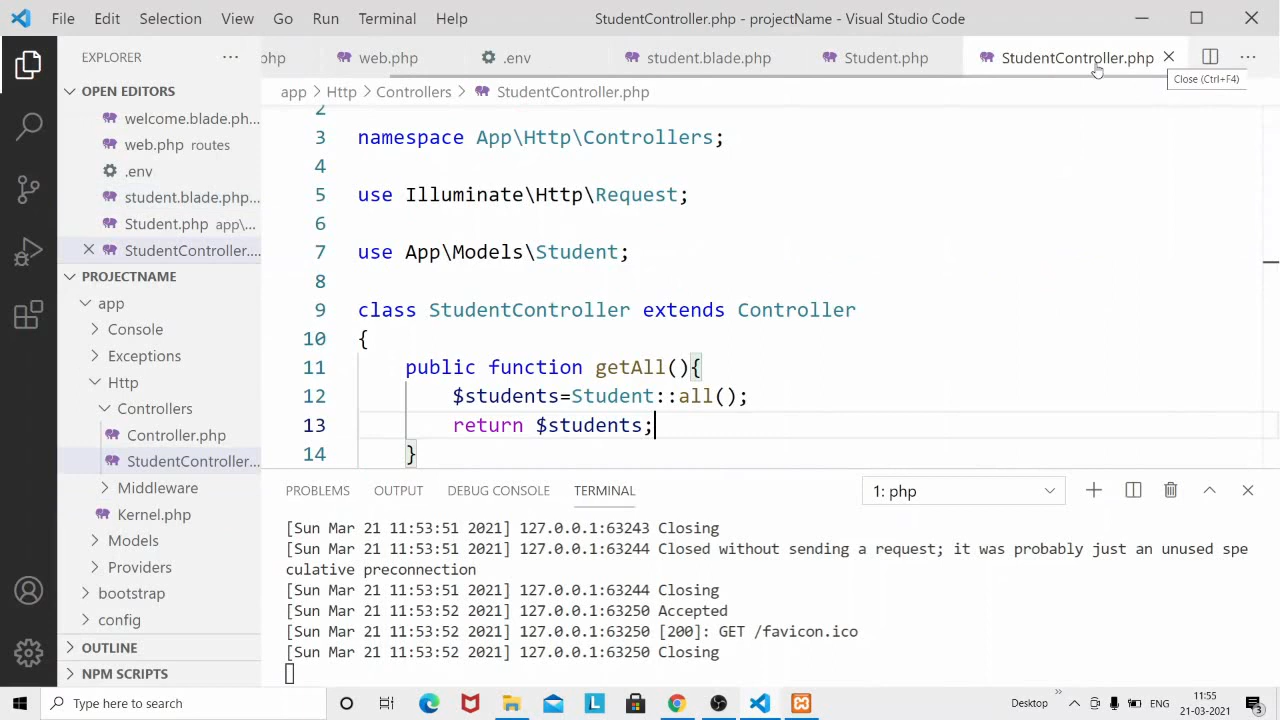 File Edit Selection View Go Run Terminal Help StudentController.php - projectName - Visual Studio Code
EXPLORER
php web.php .env student.blade.php Student.php StudentController.php
Close (Ctrl+F4)
OPEN EDITORS
welcome.blade.ph...
web.php routes
.env
student.blade.php...
Student.php app\...
StudentController....
PROJECTNAME
app
Console
Exceptions
Http
Controllers
Controller.php
StudentController...
Middleware
Kernel.php
Models
Providers
bootstrap
config
OUTLINE
NPM SCRIPTS
app > Http > Controllers > StudentController.php
2
3 namespace App\Http\Controllers;
4
5 use Illuminate\Http\Request;
6
7 use App\Models\Student;
8
9 class StudentController extends Controller
10 {
11 public function getAll(){
12 $students=Student::all();
13 return $students;
14 }
PROBLEMS OUTPUT DEBUG CONSOLE TERMINAL 1: php
[Sun Mar 21 11:53:51 2021] 127.0.0.1:63243 Closing
[Sun Mar 21 11:53:51 2021] 127.0.0.1:63244 Closed without sending a request; it was probably just an unused spe
culative preconnection
[Sun Mar 21 11:53:51 2021] 127.0.0.1:63244 Closing
[Sun Mar 21 11:53:52 2021] 127.0.0.1:63250 Accepted
[Sun Mar 21 11:53:52 2021] 127.0.0.1:63250 [200]: GET /favicon.ico
[Sun Mar 21 11:53:52 2021] 127.0.0.1:63250 Closing
Type here to search
Desktop
ENG
11:55
21-03-2021
3